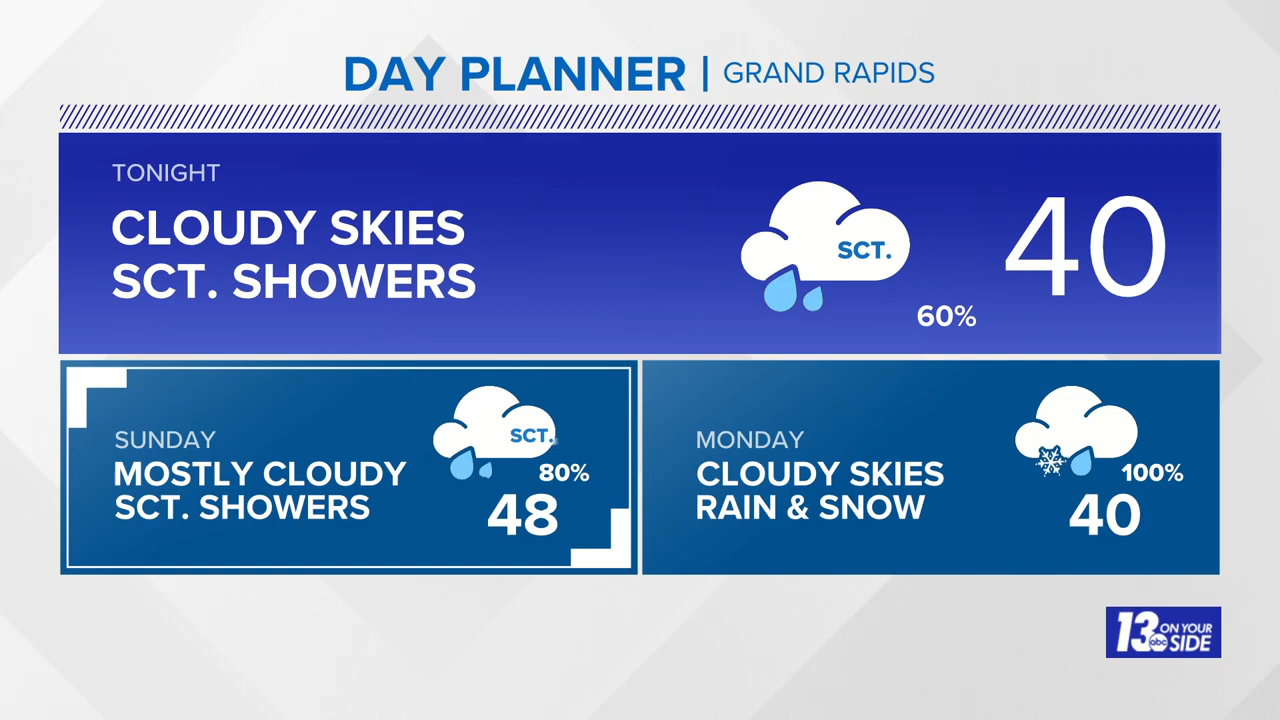 DAY PLANNER | GRAND RAPIDS
TONIGHT
CLOUDY SKIES
SCT. SHOWERS
SCT.
60%
40
SUNDAY
MOSTLY CLOUDY
SCT. SHOWERS
SCT.
80%
48
MONDAY
CLOUDY SKIES
RAIN & SNOW
100%
40
13 abc ON YOUR
SIDE